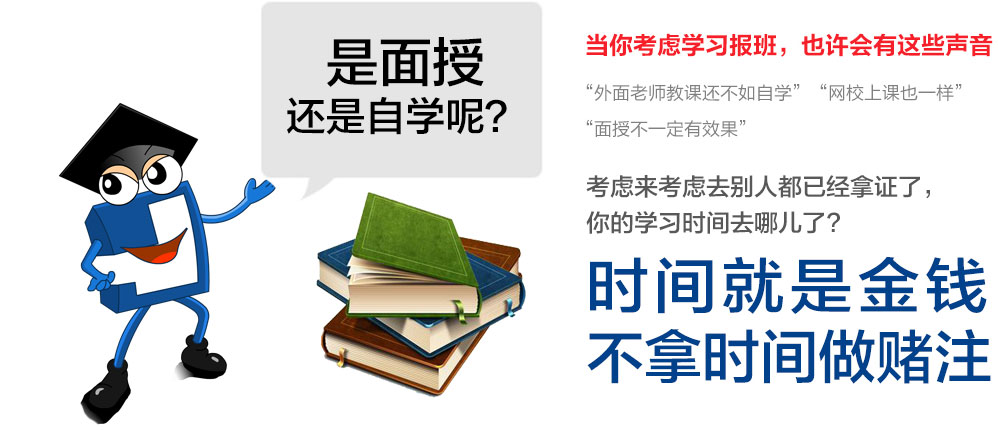 是面授
还是自学呢?
当你考虑学习报班，也许会有这些声音
“外面老师教课还不如自学” “网校上课也一样”
“面授不一定有效果”
考虑来考虑去别人都已经拿证了，
你的学习时间去哪儿了?
时间就是金钱
不拿时间做赌注